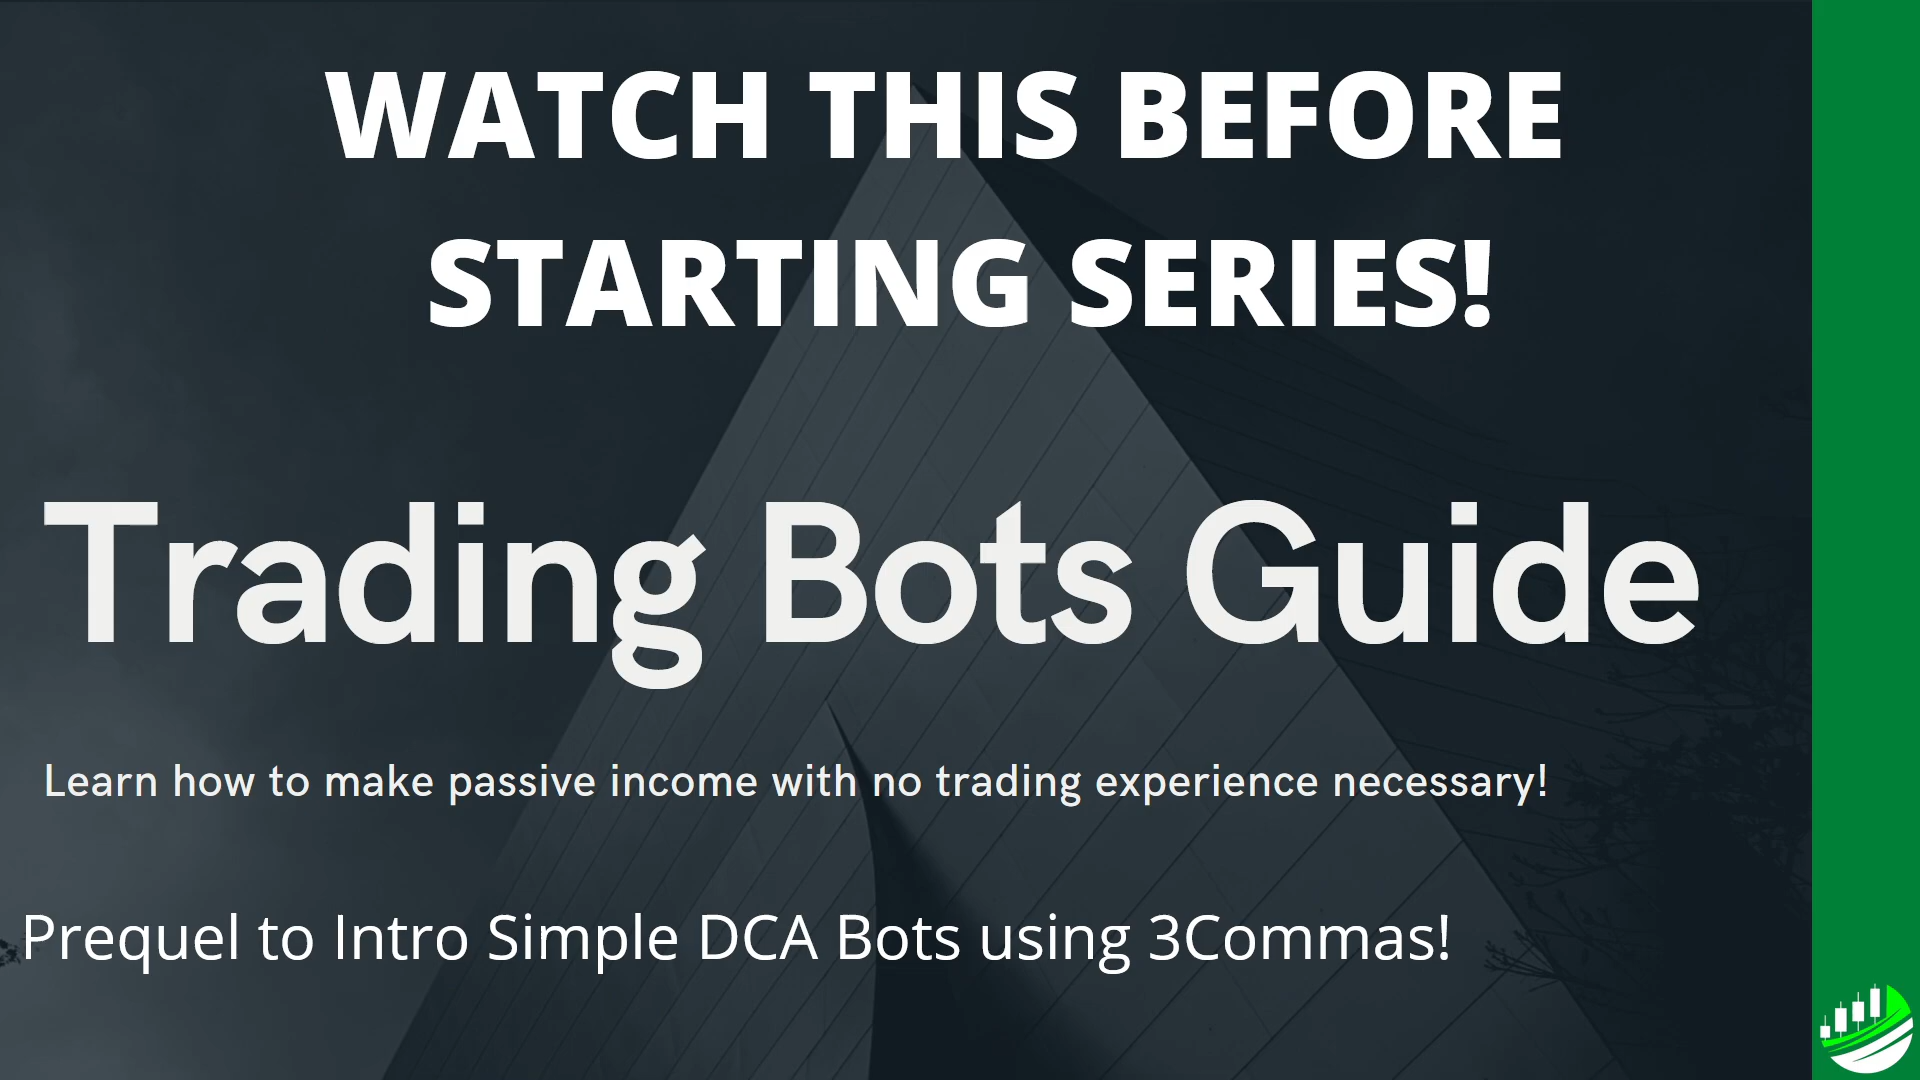 WATCH THIS BEFORE
STARTING SERIES!
Trading Bots Guide
Learn how to make passive income with no trading experience necessary!
Prequel to Intro Simple DCA Bots using 3Commas!